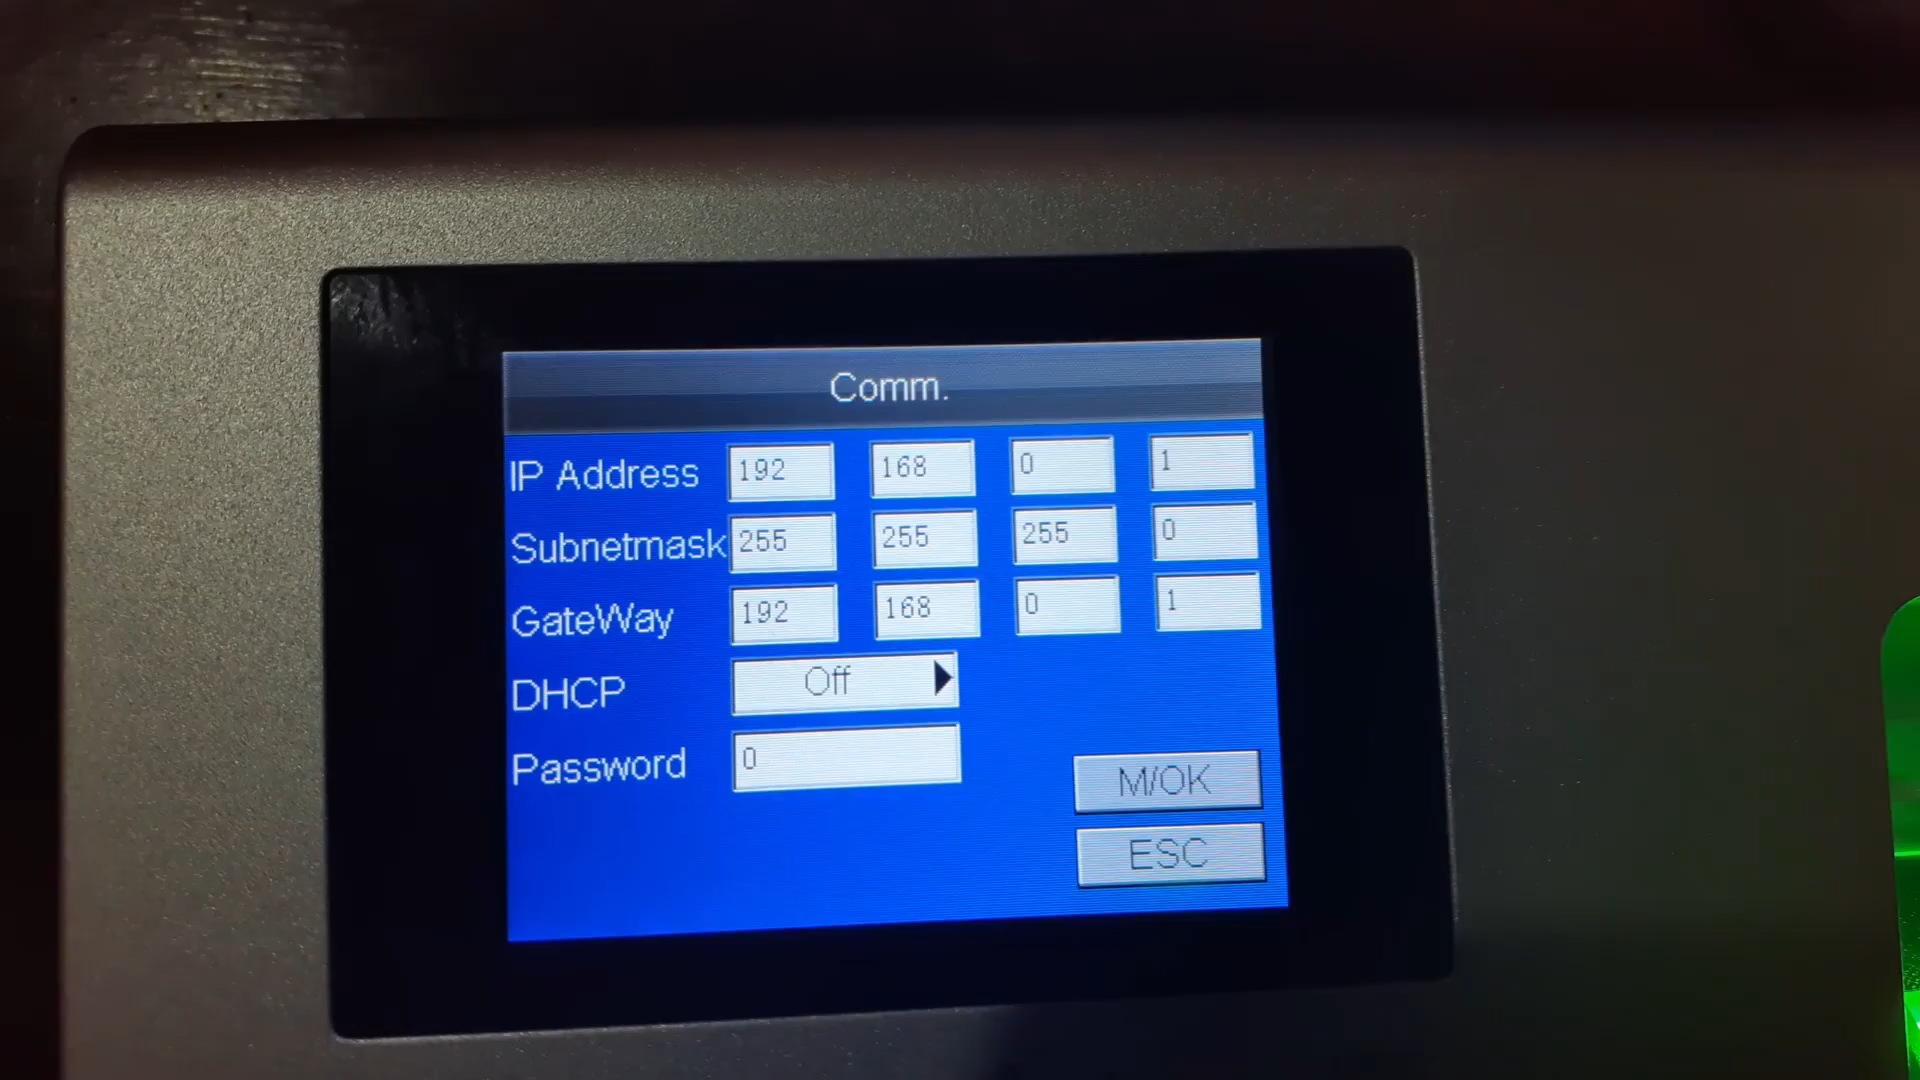 Comm.
IP Address 192 168 0 1
Subnetmask 255 255 255 0
GateWay 192 168 0 1
DHCP Off
Password 0
M/OK
ESC